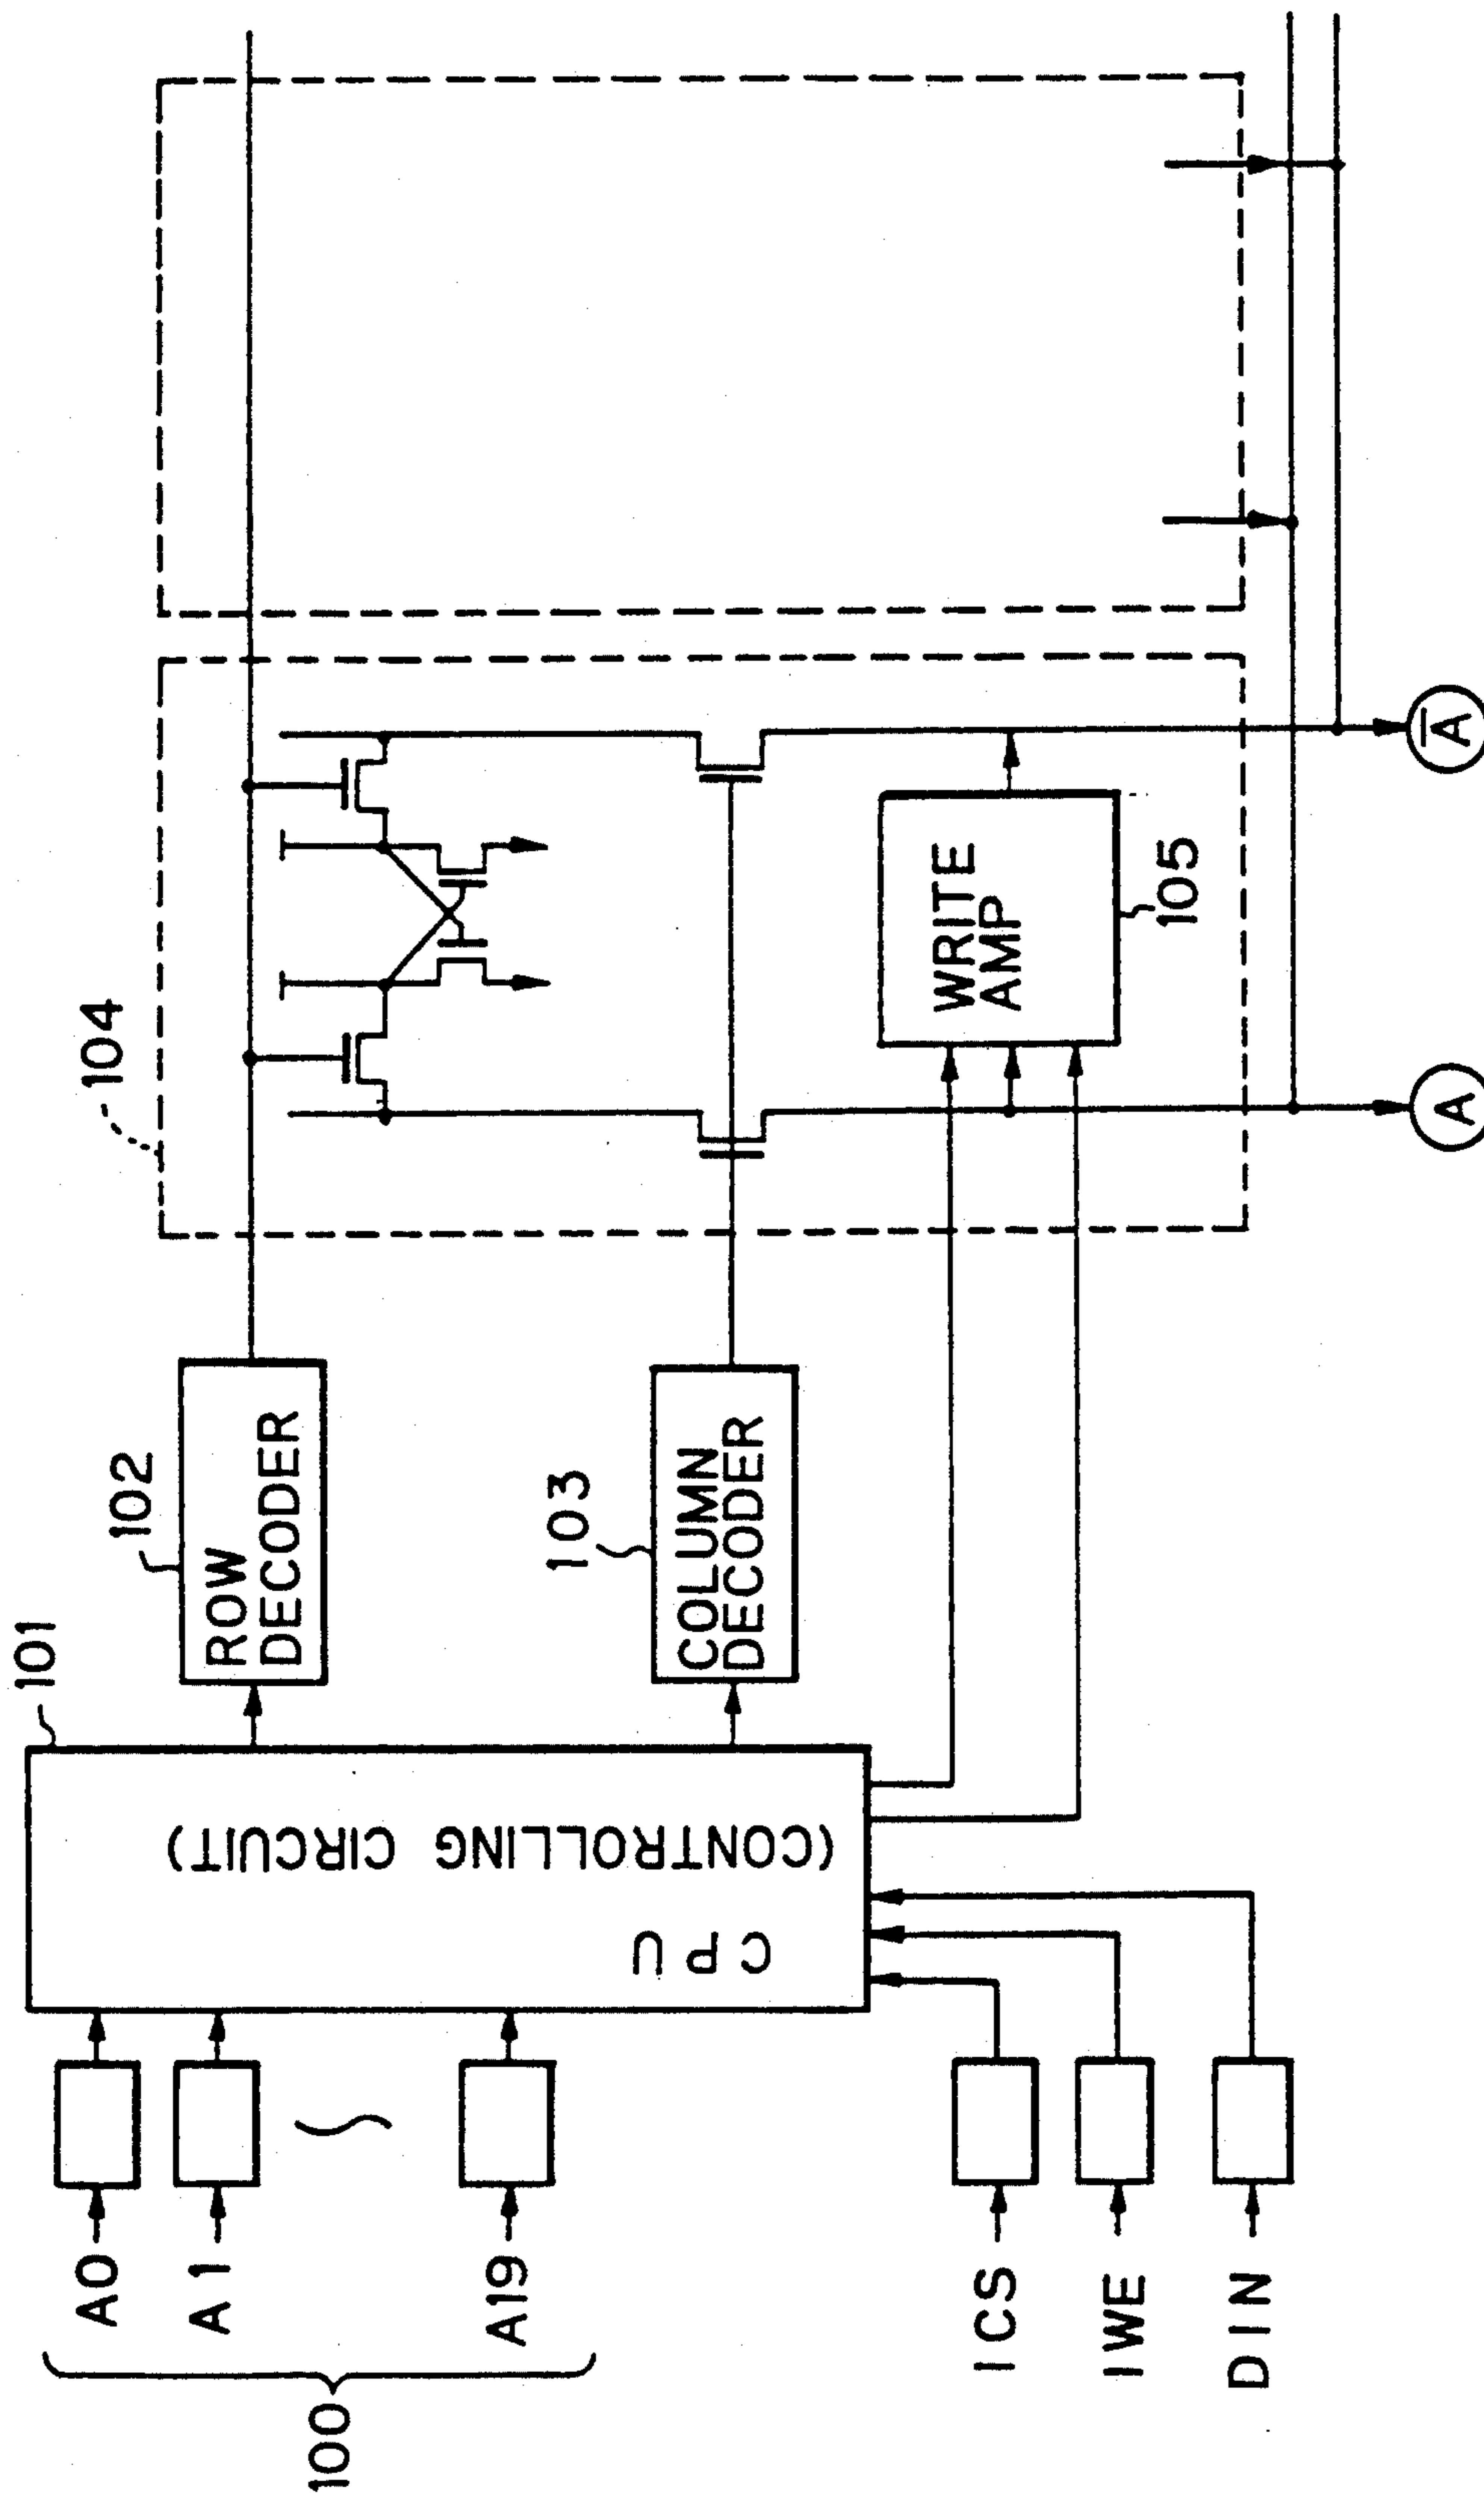 100
A0
A1
A19
ICS
IWE
DIN
101
CPU
(CONTROLLING CIRCUIT)
102
ROW
DECODER
103
COLUMN
DECODER
104
WRITE
AMP
105
A
A̅